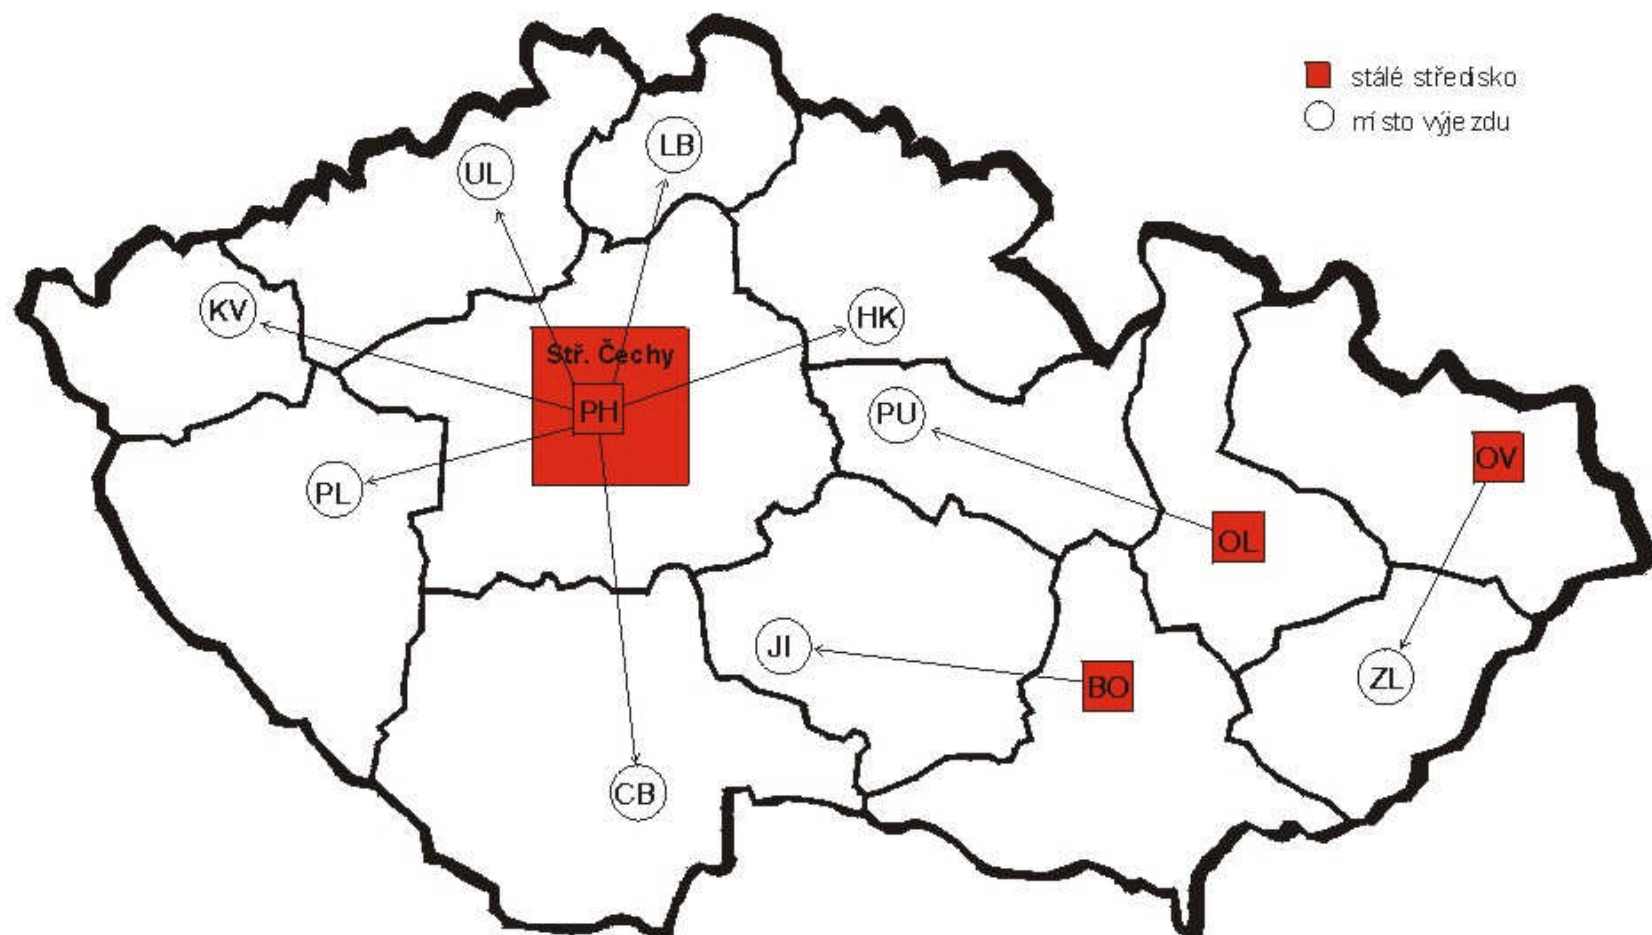 stálé středisko
místo výjezdu
LB
UL
KV
HK
Stř. Čechy
PH
PU
PL
OV
OL
JI
BO
ZL
CB